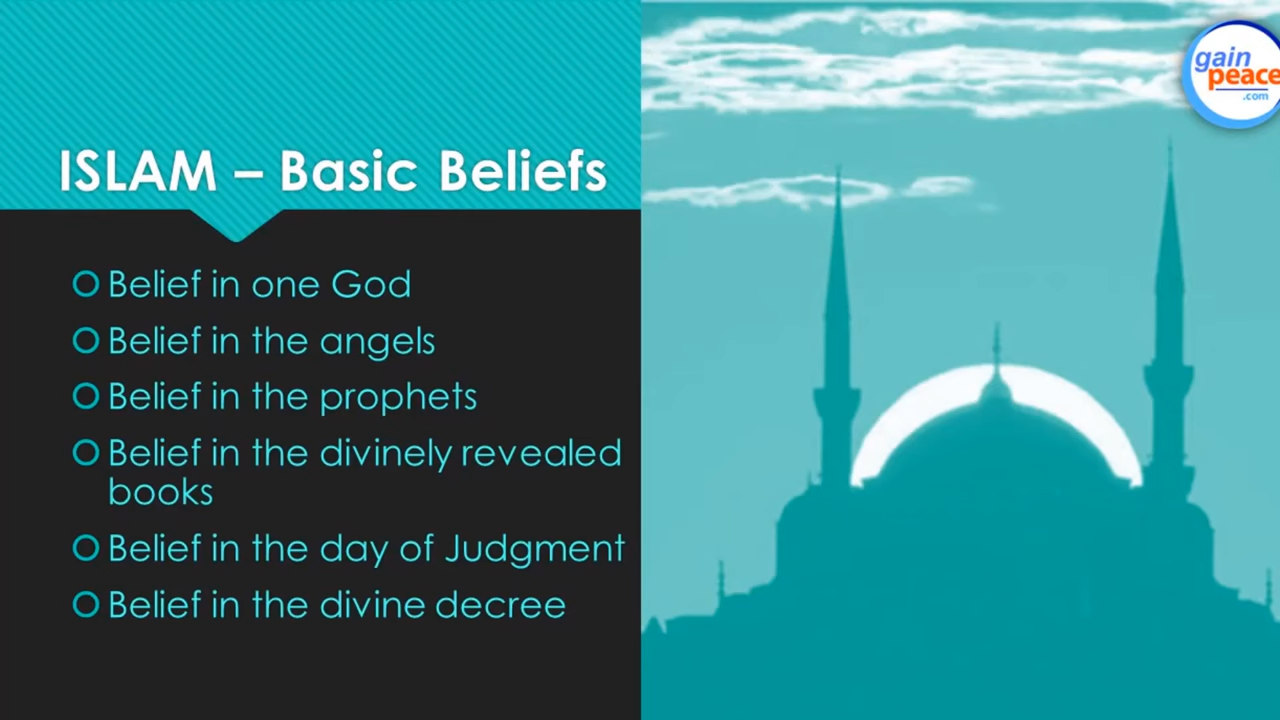 ISLAM – Basic Beliefs
Belief in one God
Belief in the angels
Belief in the prophets
Belief in the divinely revealed
books
Belief in the day of Judgment
Belief in the divine decree
gain
peace
.com